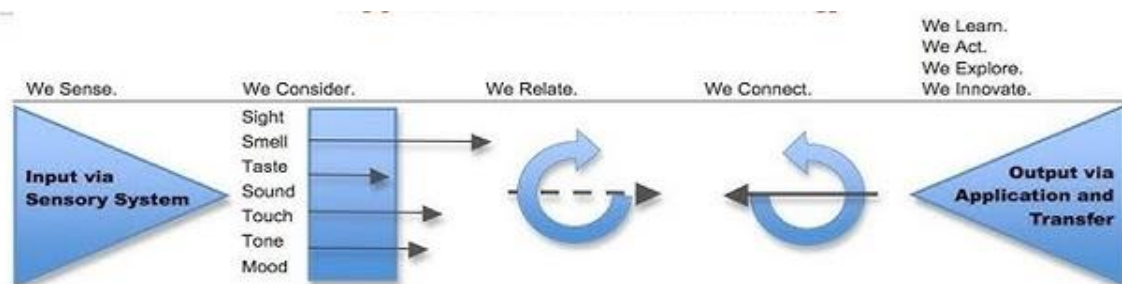 We Learn.
We Act.
We Explore.
We Sense.
We Consider.
We Relate.
We Connect.
We Innovate.
Input via
Sensory System
Sight
Smell
Taste
Sound
Touch
Tone
Mood
Output via
Application and
Transfer